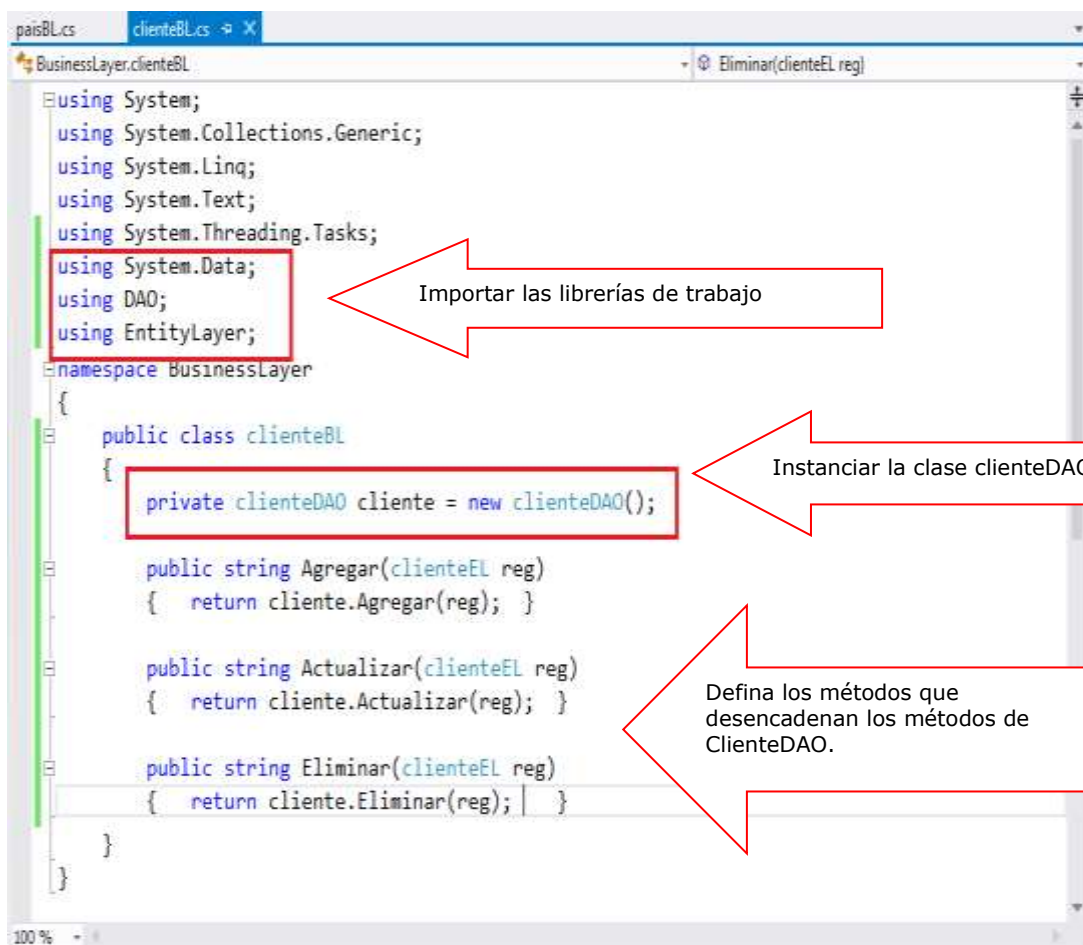 paisBL.cs clienteBL.cs
BusinessLayer.clienteBL Eliminar(clienteEL reg)
using System;
using System.Collections.Generic;
using System.Linq;
using System.Text;
using System.Threading.Tasks;
using System.Data;
using DAO;
using EntityLayer;
Importar las librerías de trabajo
namespace BusinessLayer
{
public class clienteBL
{
private clienteDAO cliente = new clienteDAO();
Instanciar la clase clienteDAO
public string Agregar(clienteEL reg)
{ return cliente.Agregar(reg); }
public string Actualizar(clienteEL reg)
{ return cliente.Actualizar(reg); }
Defina los métodos que
desencadenan los métodos de
ClienteDAO.
public string Eliminar(clienteEL reg)
{ return cliente.Eliminar(reg); }
}
}
100 %